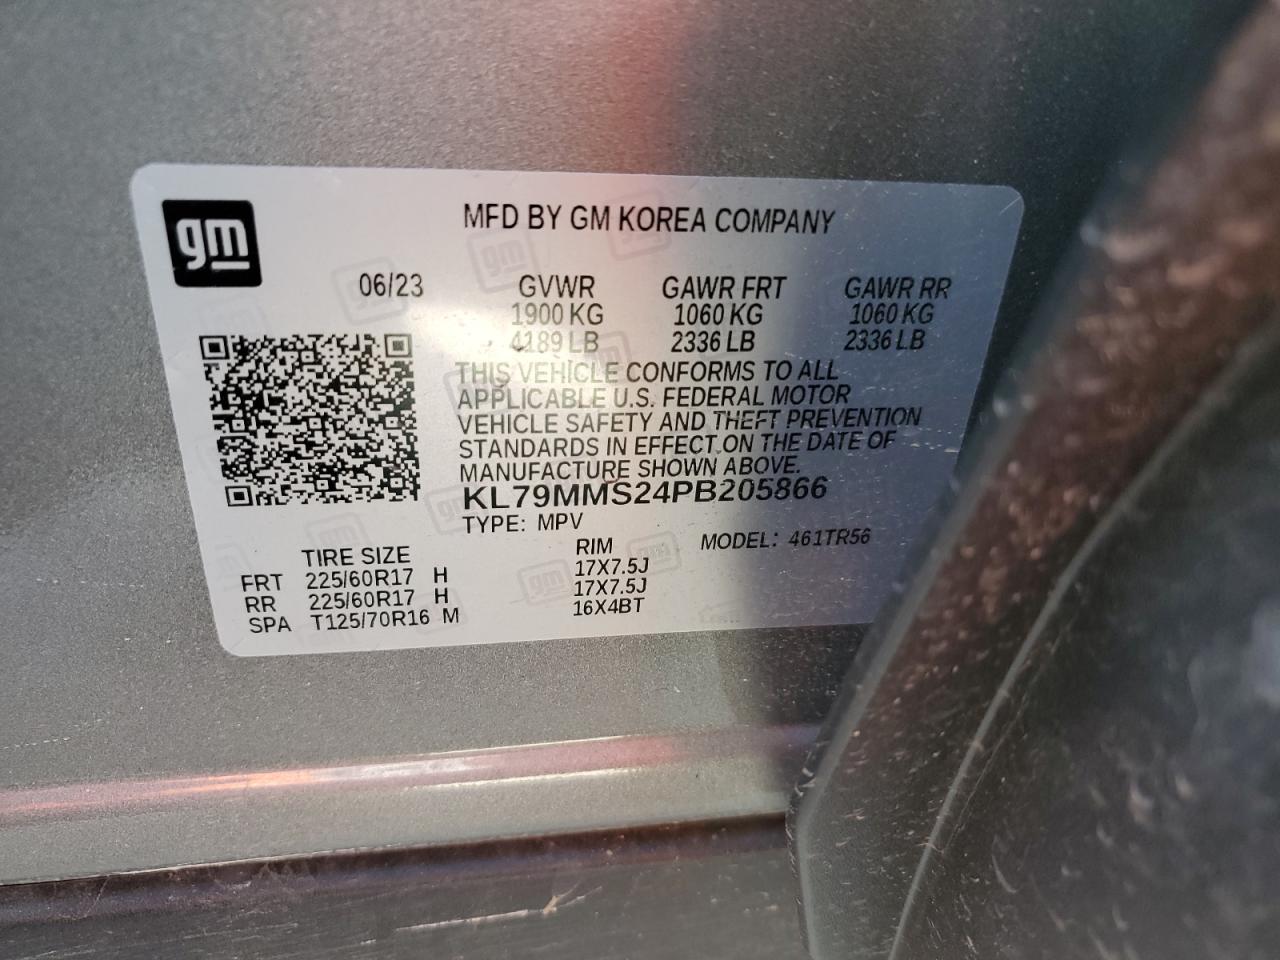 gm
MFD BY GM KOREA COMPANY
06/23 GVWR GAWR FRT GAWR RR
1900 KG 1060 KG 1060 KG
4189 LB 2336 LB 2336 LB
THIS VEHICLE CONFORMS TO ALL
APPLICABLE U.S. FEDERAL MOTOR
VEHICLE SAFETY AND THEFT PREVENTION
STANDARDS IN EFFECT ON THE DATE OF
MANUFACTURE SHOWN ABOVE.
KL79MMS24PB205866
TYPE: MPV MODEL: 461TR56
TIRE SIZE RIM
FRT 225/60R17 H 17X7.5J
RR 225/60R17 H 17X7.5J
SPA T125/70R16 M 16X4BT